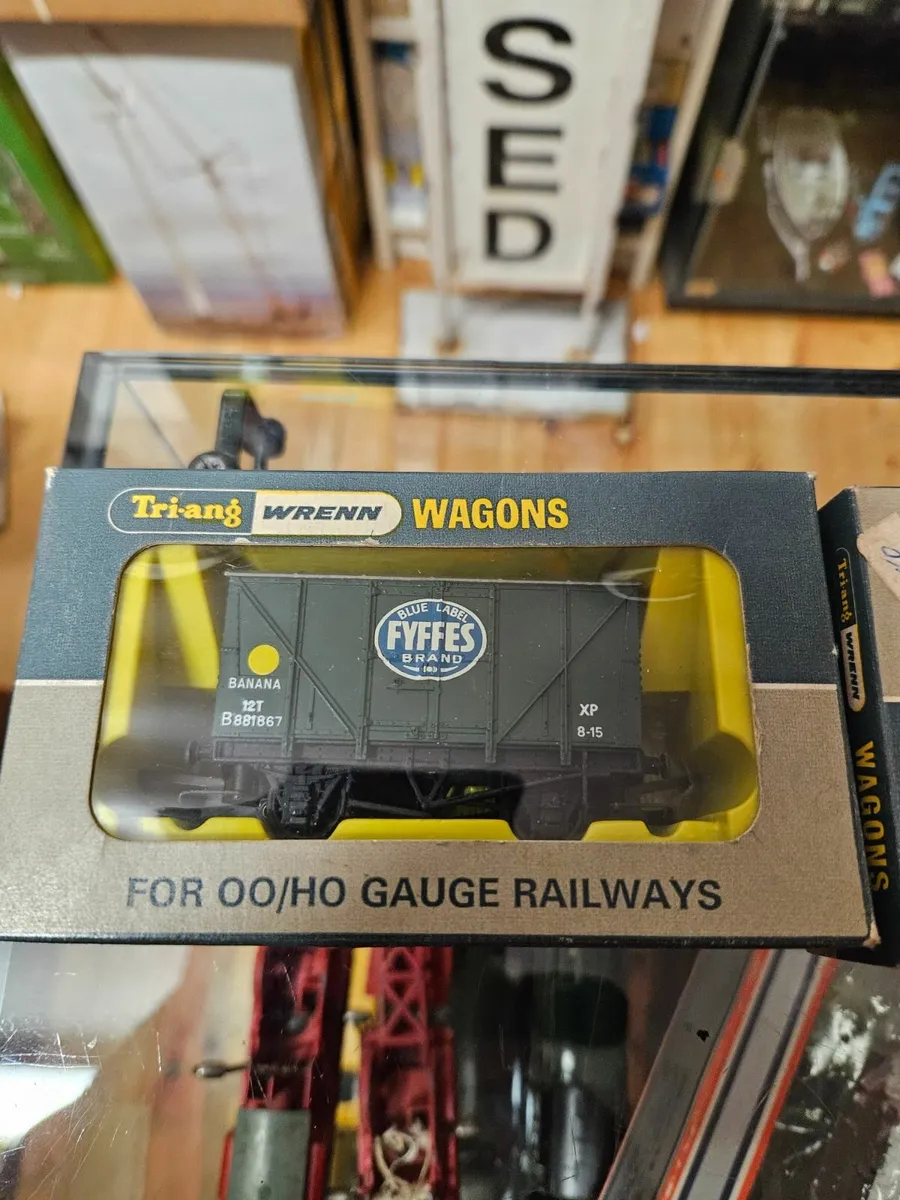 SED
Tri-ang WRENN WAGONS
BLUE LABEL
FYFFES
BRAND
BANANA
12T
B881867
XP
8-15
FOR OO/HO GAUGE RAILWAYS
Tri-ang WRENN WAGONS